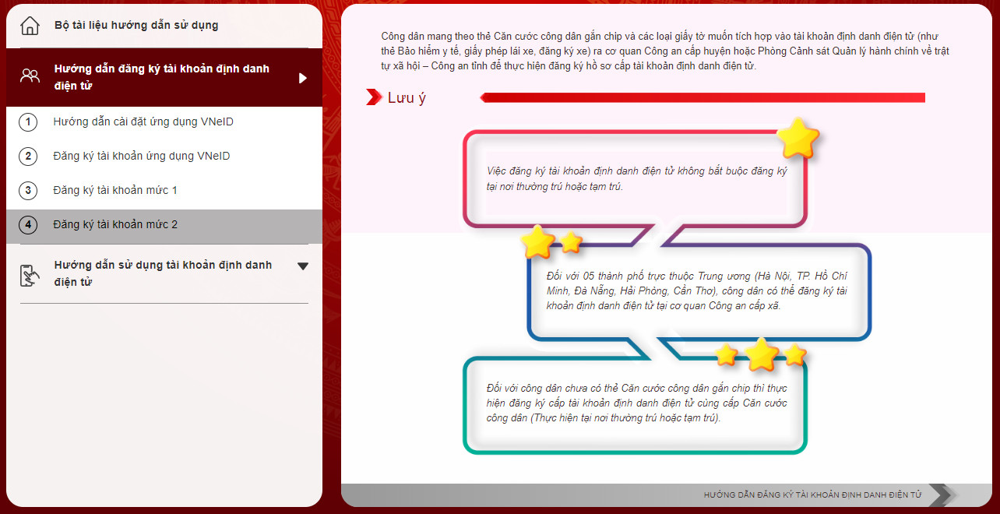 Bộ tài liệu hướng dẫn sử dụng
Hướng dẫn đăng ký tài khoản định danh
điện tử
1 Hướng dẫn cài đặt ứng dụng VNeID
2 Đăng ký tài khoản ứng dụng VNeID
3 Đăng ký tài khoản mức 1
4 Đăng ký tài khoản mức 2
Hướng dẫn sử dụng tài khoản định danh
điện tử
Công dân mang theo thẻ Căn cước công dân gắn chip và các loại giấy tờ muốn tích hợp vào tài khoản định danh điện tử (như
thẻ Bảo hiểm y tế, giấy phép lái xe, đăng ký xe) ra cơ quan Công an cấp huyện hoặc Phòng Cảnh sát Quản lý hành chính về trật
tự xã hội – Công an tỉnh để thực hiện đăng ký hồ sơ cấp tài khoản định danh điện tử.
Lưu ý
Việc đăng ký tài khoản định danh điện tử không bắt buộc đăng ký
tại nơi thường trú hoặc tạm trú.
Đối với 05 thành phố trực thuộc Trung ương (Hà Nội, TP. Hồ Chí
Minh, Đà Nẵng, Hải Phòng, Cần Thơ), công dân có thể đăng ký tài
khoản định danh điện tử tại cơ quan Công an cấp xã.
Đối với công dân chưa có thẻ Căn cước công dân gắn chip thì thực
hiện đăng ký cấp tài khoản định danh điện tử cùng cấp Căn cước
công dân (Thực hiện tại nơi thường trú hoặc tạm trú).
HƯỚNG DẪN ĐĂNG KÝ TÀI KHOẢN ĐỊNH DANH ĐIỆN TỬ